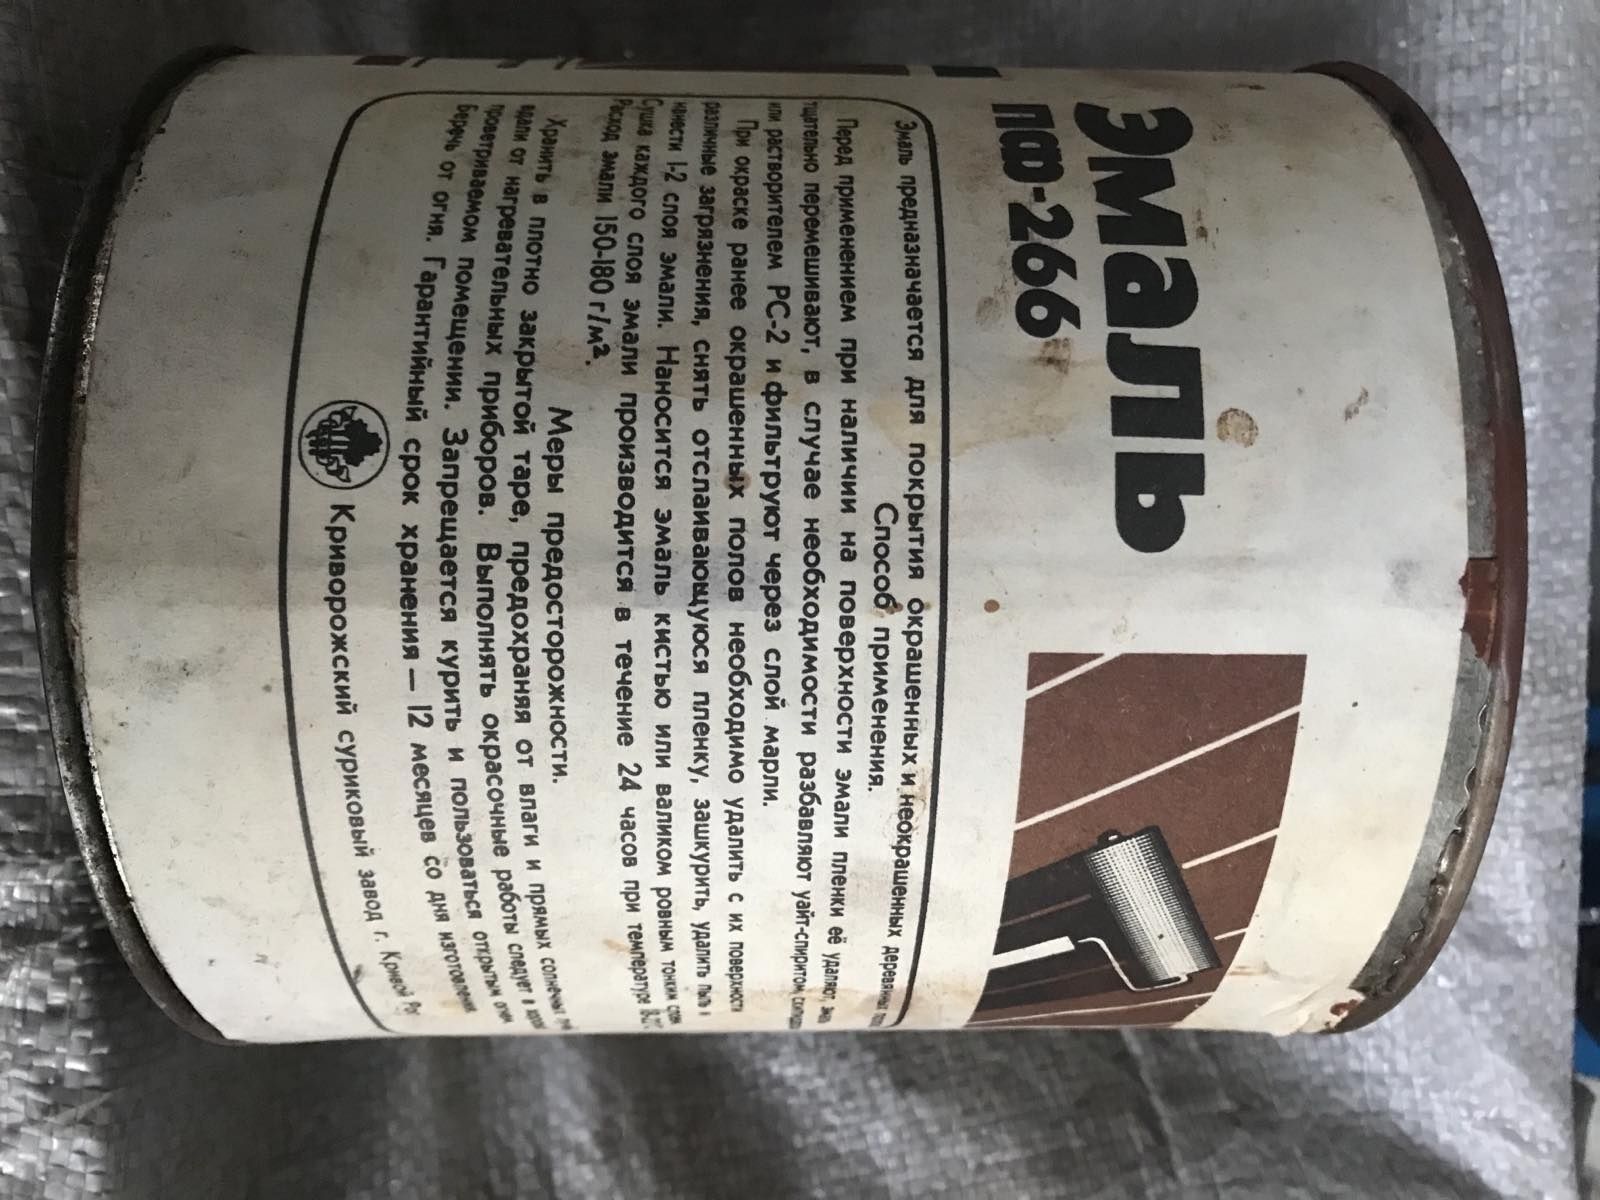 Эмаль
ПФ-266
Эмаль предназначается для покрытия окрашенных и неокрашенных деревянных
Способ применения.
Перед применением при наличии на поверхности эмали пленки её удаляют,
тщательно перемешивают, в случае необходимости разбавляют уайт-спиритом,
или растворителем РС-2 и фильтруют через слой марли.
При окраске ранее окрашенных полов необходимо удалить с их поверхности
различные загрязнения, снять отслаивающуюся пленку, зашкурить, удалить пыль и
нанести 1-2 слоя эмали. Наносится эмаль кистью или валиком ровным тонким слоем
Сушка каждого слоя эмали производится в течение 24 часов при температуре
Расход эмали 150-180 г/м².
Меры предосторожности.
Хранить в плотно закрытой таре, предохраняя от влаги и прямых солнечных
вдали от нагревательных приборов. Выполнять окрасочные работы следует в
проветриваемом помещении. Запрещается курить и пользоваться открытым огнем
Беречь от огня. Гарантийный срок хранения — 12 месяцев со дня изготовления
Криворожский суриковый завод г. Кривой Рог